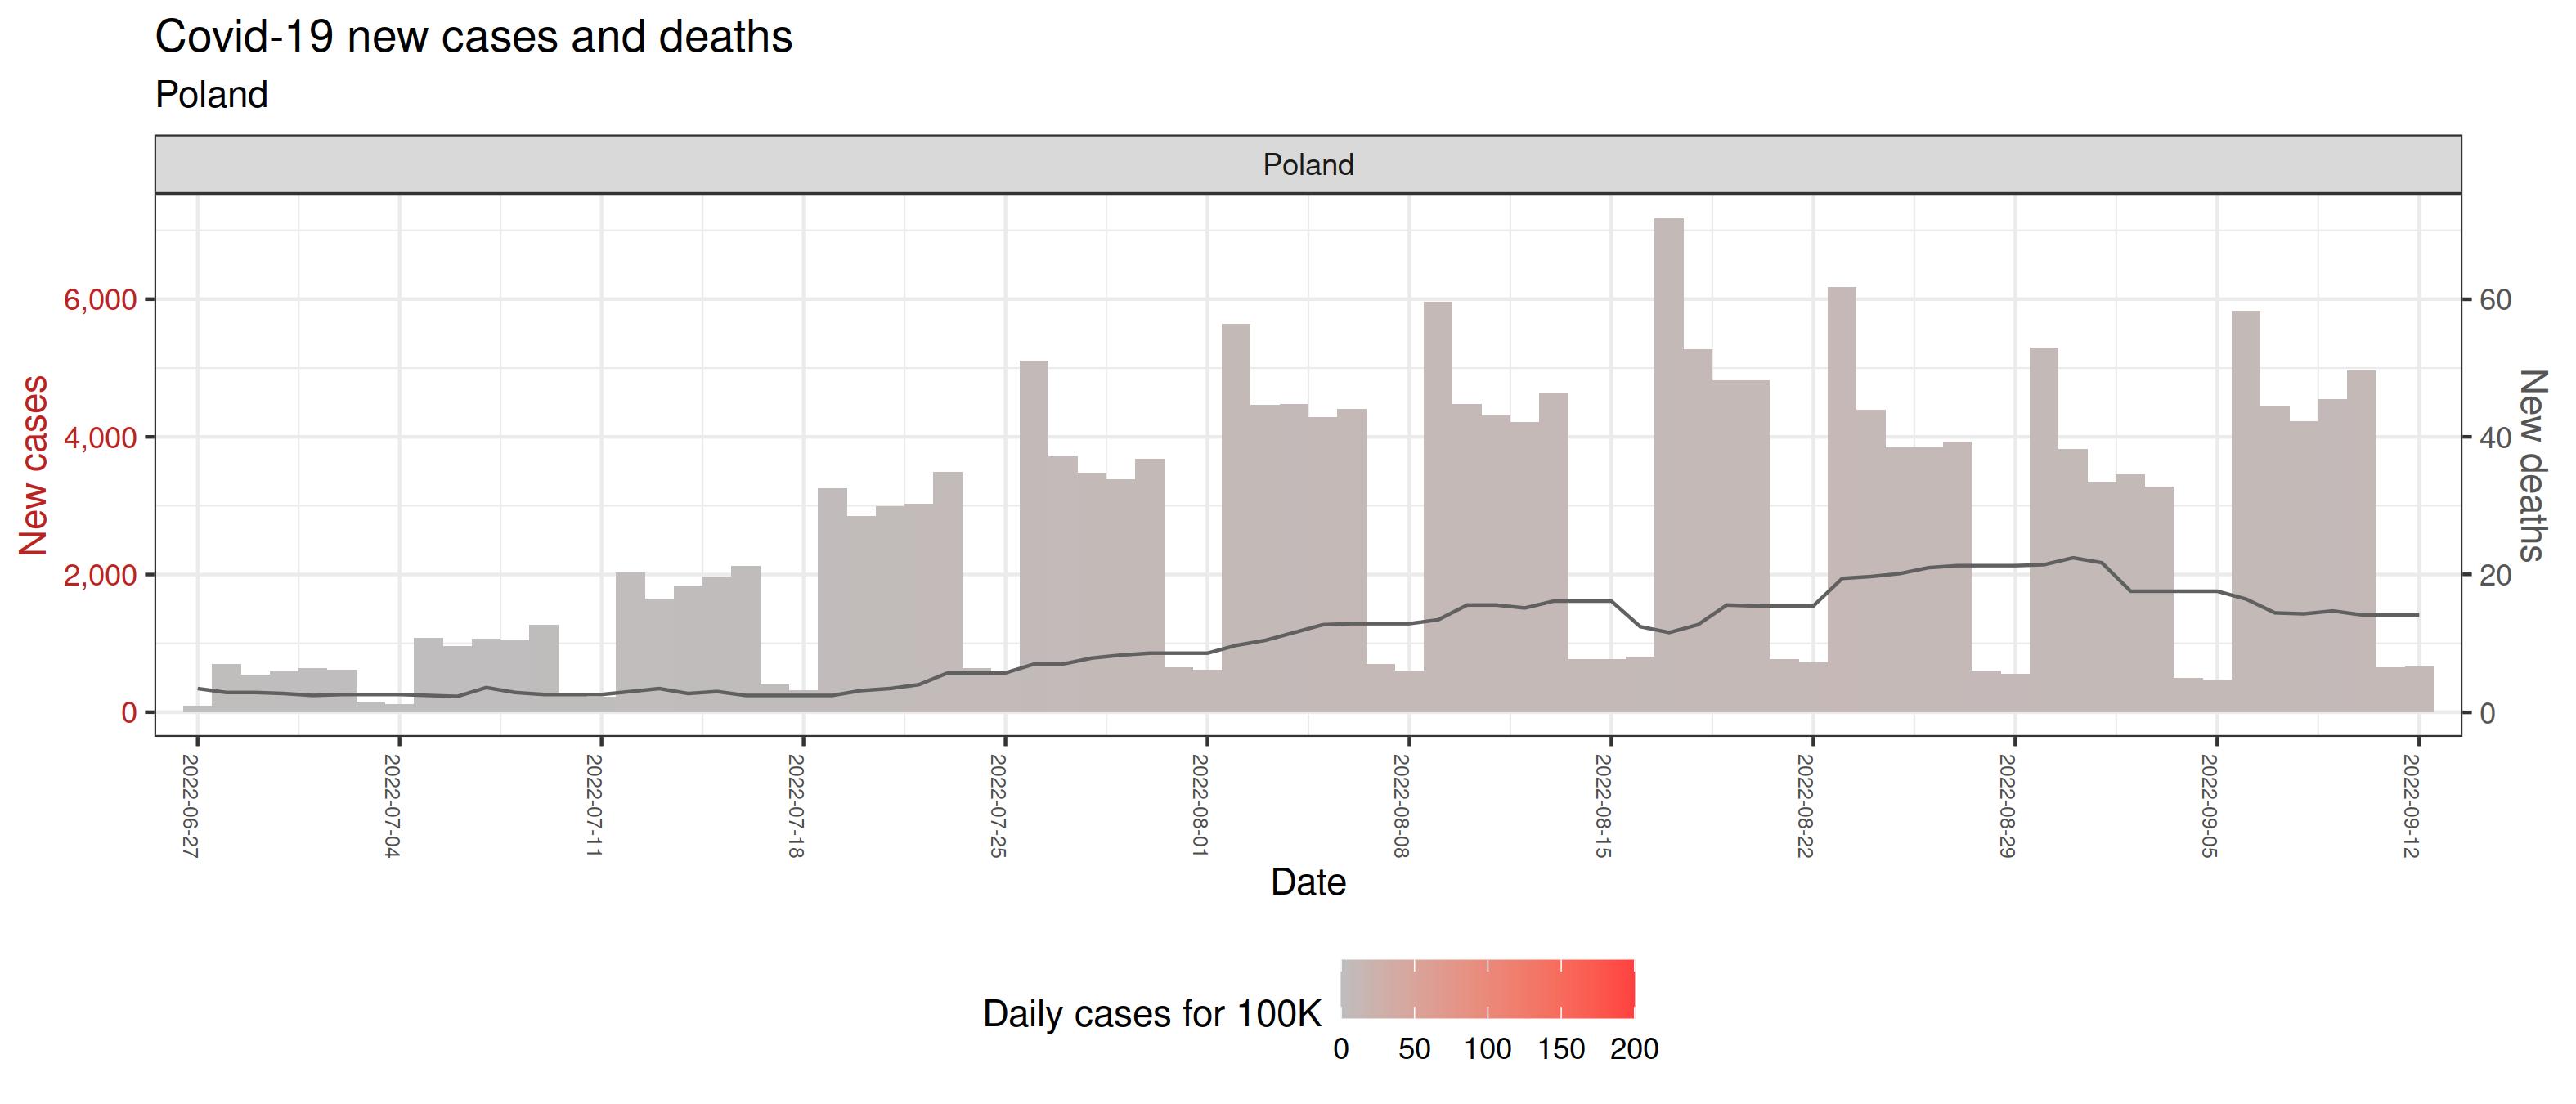 Covid-19 new cases and deaths
Poland
Poland
New cases
6,000
4,000
2,000
0
60
40
20
0
New deaths
2022-06-27
2022-07-04
2022-07-11
2022-07-18
2022-07-25
2022-08-01
2022-08-08
2022-08-15
2022-08-22
2022-08-29
2022-09-05
2022-09-12
Date
Daily cases for 100K
0 50 100 150 200